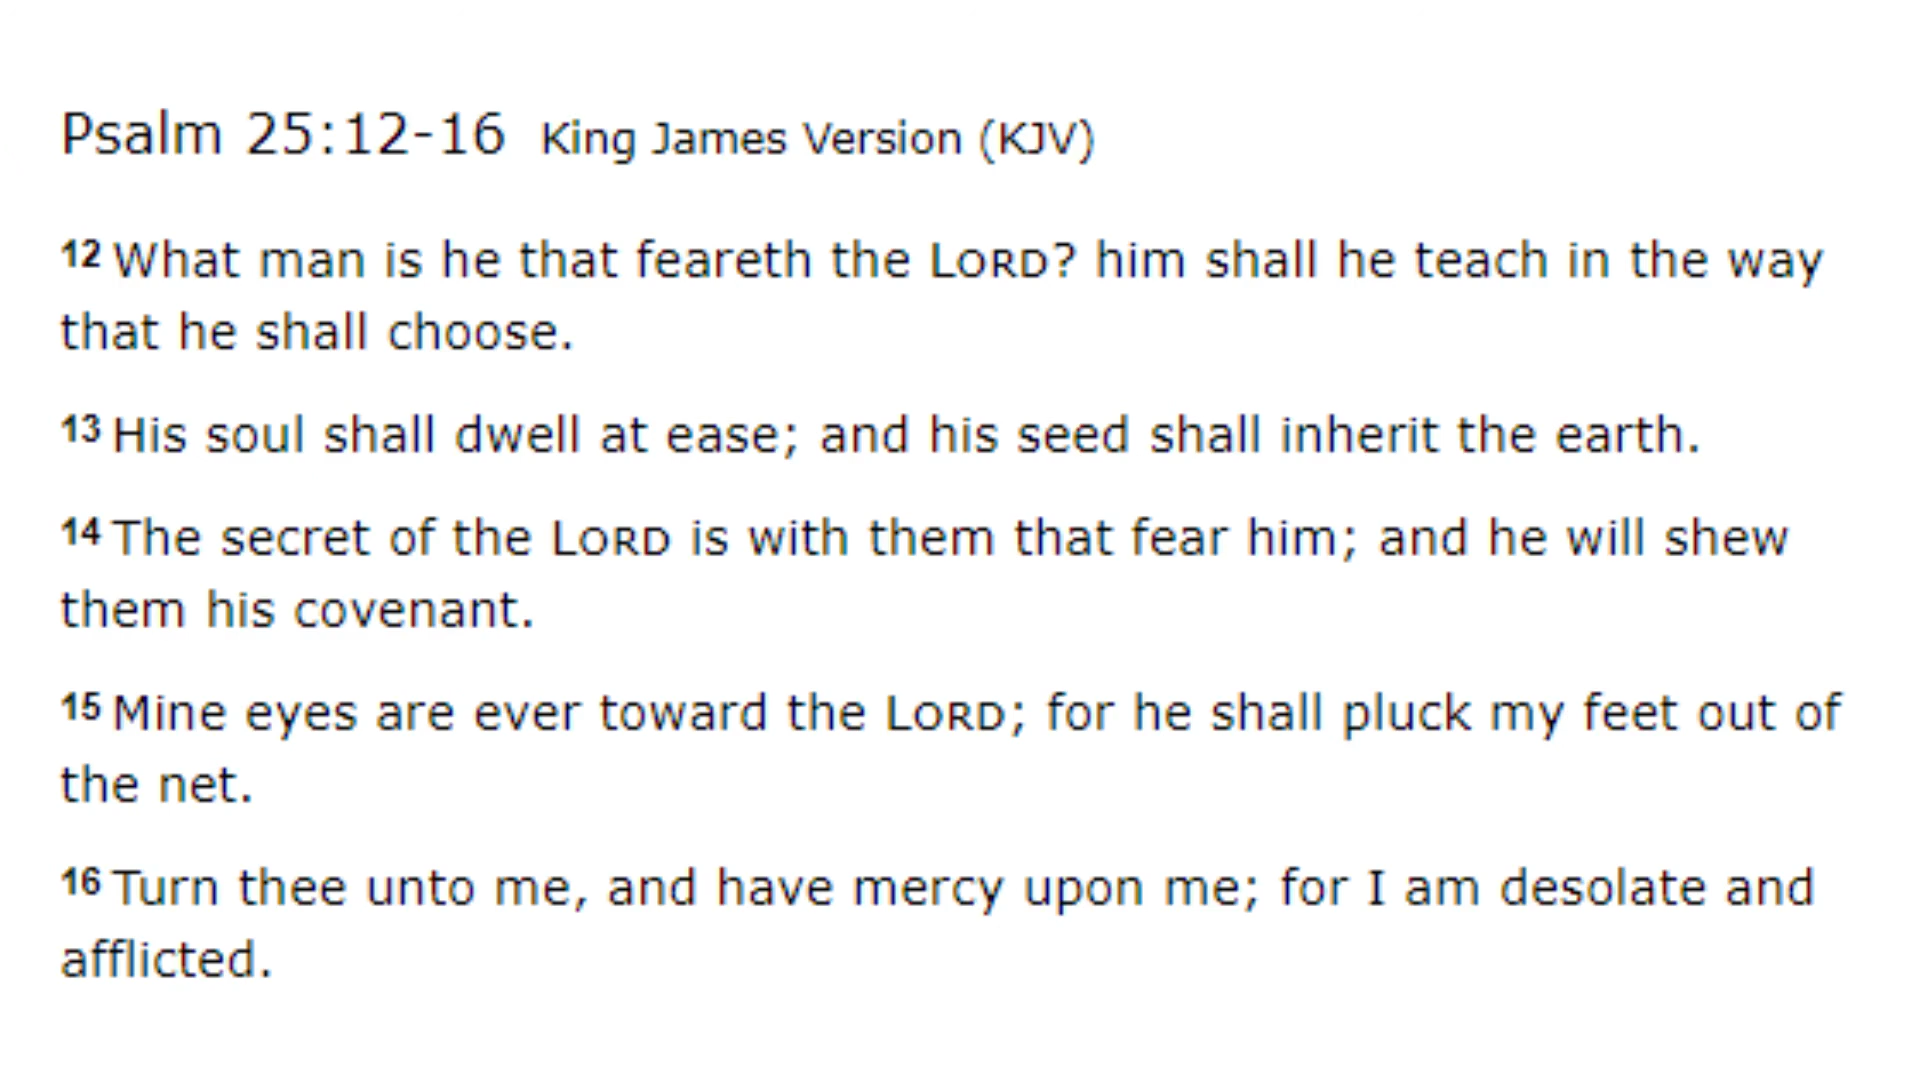 Psalm 25:12-16 King James Version (KJV)
12 What man is he that feareth the LORD? him shall he teach in the way
that he shall choose.
13 His soul shall dwell at ease; and his seed shall inherit the earth.
14 The secret of the LORD is with them that fear him; and he will shew
them his covenant.
15 Mine eyes are ever toward the LORD; for he shall pluck my feet out of
the net.
16 Turn thee unto me, and have mercy upon me; for I am desolate and
afflicted.